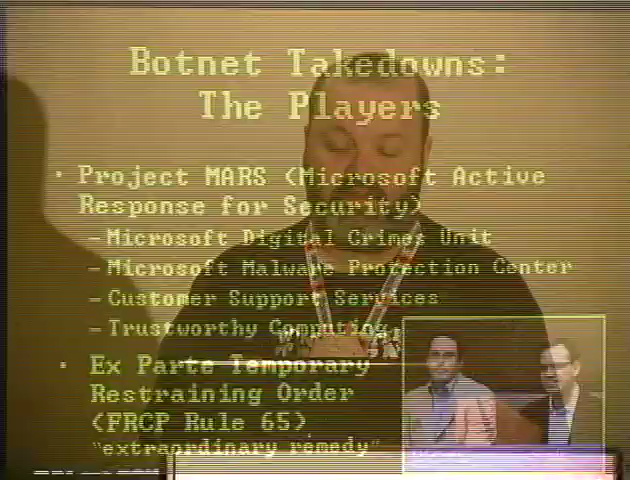 Botnet Takedowns:
The Players
· Project MARS (Microsoft Active
Response for Security)
– Microsoft Digital Crimes Unit
– Microsoft Malware Protection Center
– Customer Support Services
– Trustworthy Computing
· Ex Parte Temporary
Restraining Order
(FRCP Rule 65)
"extraordinary remedy"